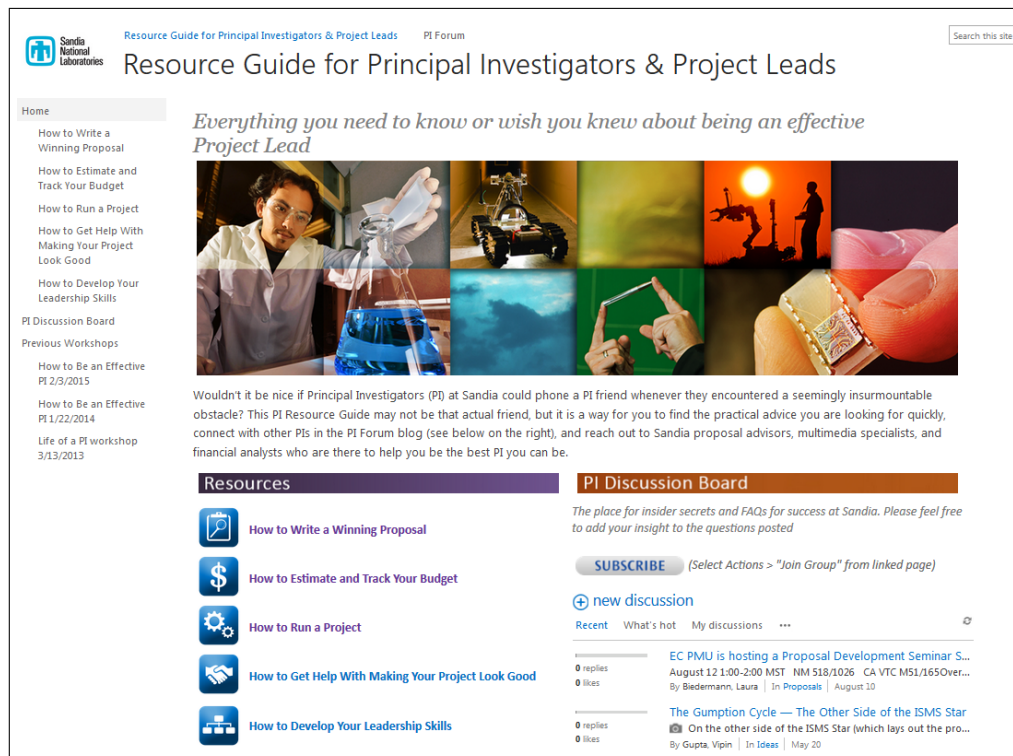 Sandia
National
Laboratories
Resource Guide for Principal Investigators & Project Leads PI Forum
Search this site
Resource Guide for Principal Investigators & Project Leads
Home
How to Write a
Winning Proposal
How to Estimate and
Track Your Budget
How to Run a Project
How to Get Help With
Making Your Project
Look Good
How to Develop Your
Leadership Skills
PI Discussion Board
Previous Workshops
How to Be an Effective
PI 2/3/2015
How to Be an Effective
PI 1/22/2014
Life of a PI workshop
3/13/2013
Everything you need to know or wish you knew about being an effective
Project Lead
Wouldn't it be nice if Principal Investigators (PI) at Sandia could phone a PI friend whenever they encountered a seemingly insurmountable
obstacle? This PI Resource Guide may not be that actual friend, but it is a way for you to find the practical advice you are looking for quickly,
connect with other PIs in the PI Forum blog (see below on the right), and reach out to Sandia proposal advisors, multimedia specialists, and
financial analysts who are there to help you be the best PI you can be.
Resources
How to Write a Winning Proposal
$
How to Estimate and Track Your Budget
How to Run a Project
How to Get Help With Making Your Project Look Good
How to Develop Your Leadership Skills
PI Discussion Board
The place for insider secrets and FAQs for success at Sandia. Please feel free
to add your insight to the questions posted
SUBSCRIBE (Select Actions > "Join Group" from linked page)
new discussion
Recent What's hot My discussions ...
0 replies
0 likes
EC PMU is hosting a Proposal Development Seminar S...
August 12 1:00-2:00 MST NM 518/1026 CA VTC M51/165Over...
By Biedermann, Laura | In Proposals | August 10
0 replies
0 likes
The Gumption Cycle — The Other Side of the ISMS Star
On the other side of the ISMS Star (which lays out the pro...
By Gupta, Vipin | In Ideas | May 20